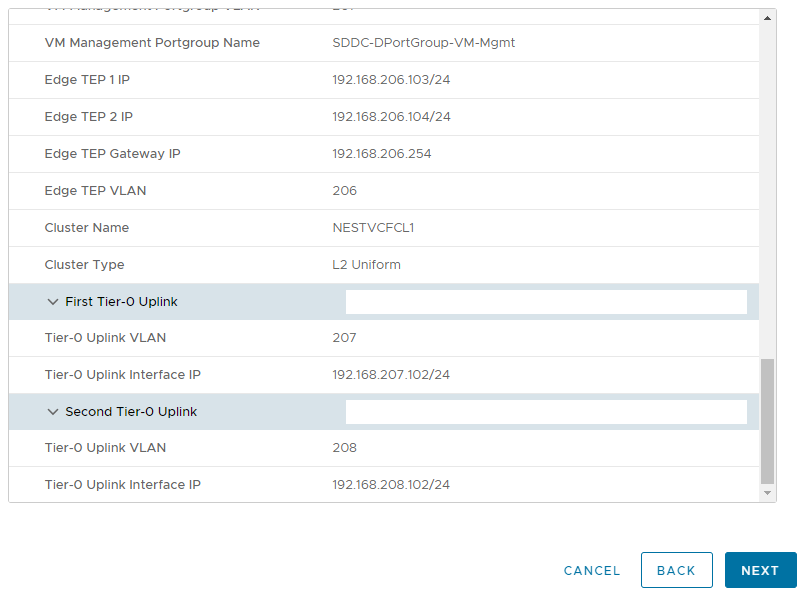 VM Management Portgroup Name SDDC-DPortGroup-VM-Mgmt
Edge TEP 1 IP 192.168.206.103/24
Edge TEP 2 IP 192.168.206.104/24
Edge TEP Gateway IP 192.168.206.254
Edge TEP VLAN 206
Cluster Name NESTVCFCL1
Cluster Type L2 Uniform
First Tier-0 Uplink
Tier-0 Uplink VLAN 207
Tier-0 Uplink Interface IP 192.168.207.102/24
Second Tier-0 Uplink
Tier-0 Uplink VLAN 208
Tier-0 Uplink Interface IP 192.168.208.102/24
CANCEL BACK NEXT